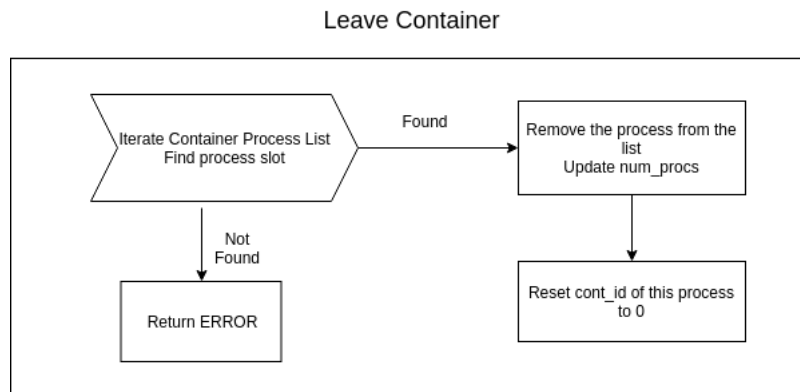 Leave Container
Iterate Container Process List
Find process slot
Found
Remove the process from the
list
Update num_procs
Not
Found
Return ERROR
Reset cont_id of this process
to 0